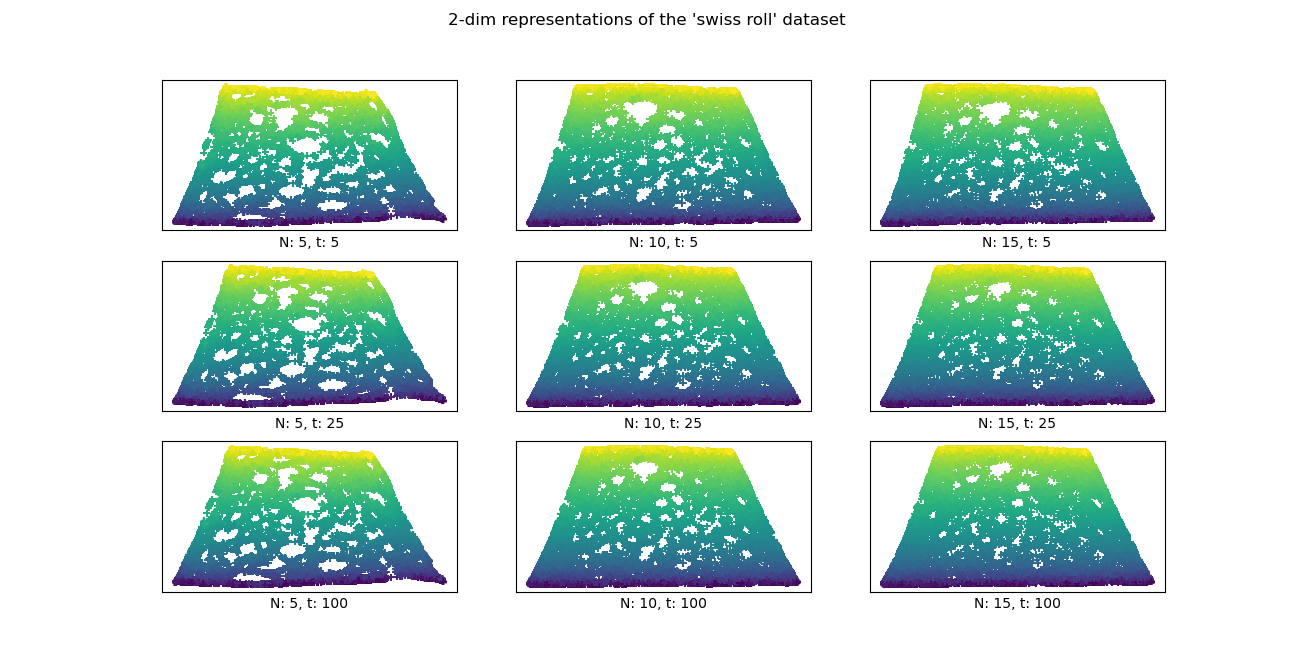 2-dim representations of the 'swiss roll' dataset
N: 5, t: 5
N: 10, t: 5
N: 15, t: 5
N: 5, t: 25
N: 10, t: 25
N: 15, t: 25
N: 5, t: 100
N: 10, t: 100
N: 15, t: 100